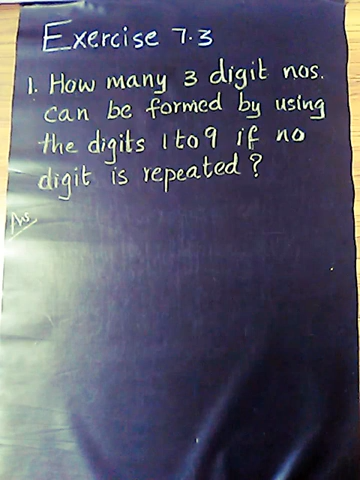 Exercise 7.3
1. How many 3 digit nos.
can be formed by using
the digits 1 to 9 if no
digit is repeated ?
Ans